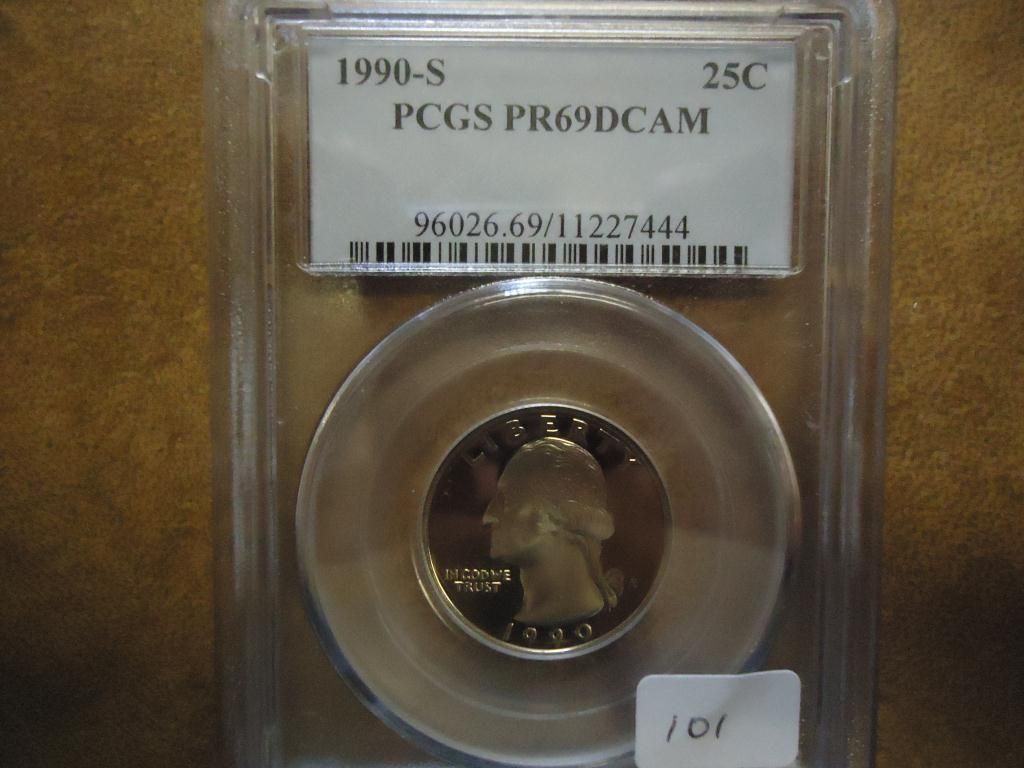 1990-S 25C
PCGS PR69DCAM
96026.69/11227444
LIBERTY
IN GOD WE
TRUST
1990
101